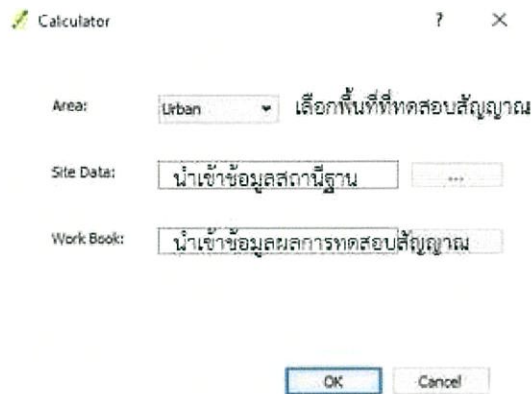 Calculator ? ×
Area: Urban เลือกพื้นที่ที่ทดสอบสัญญาณ
Site Data: นำเข้าข้อมูลสถานีฐาน ...
Work Book: นำเข้าข้อมูลผลการทดสอบสัญญาณ
OK Cancel